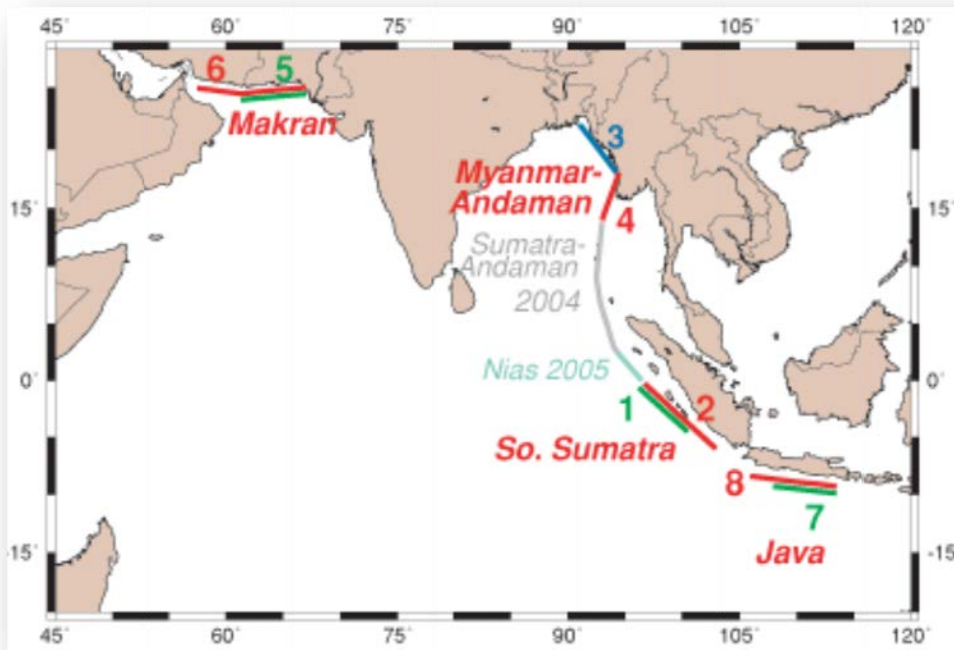 45° 60° 75° 90° 105° 120°
6 5
Makran
3
Myanmar-
Andaman
15° 15°
4
Sumatra-
Andaman
2004
Nias 2005
0° 0°
1 2
So. Sumatra
8
7
Java
-15° -15°
45° 60° 75° 90° 105° 120°